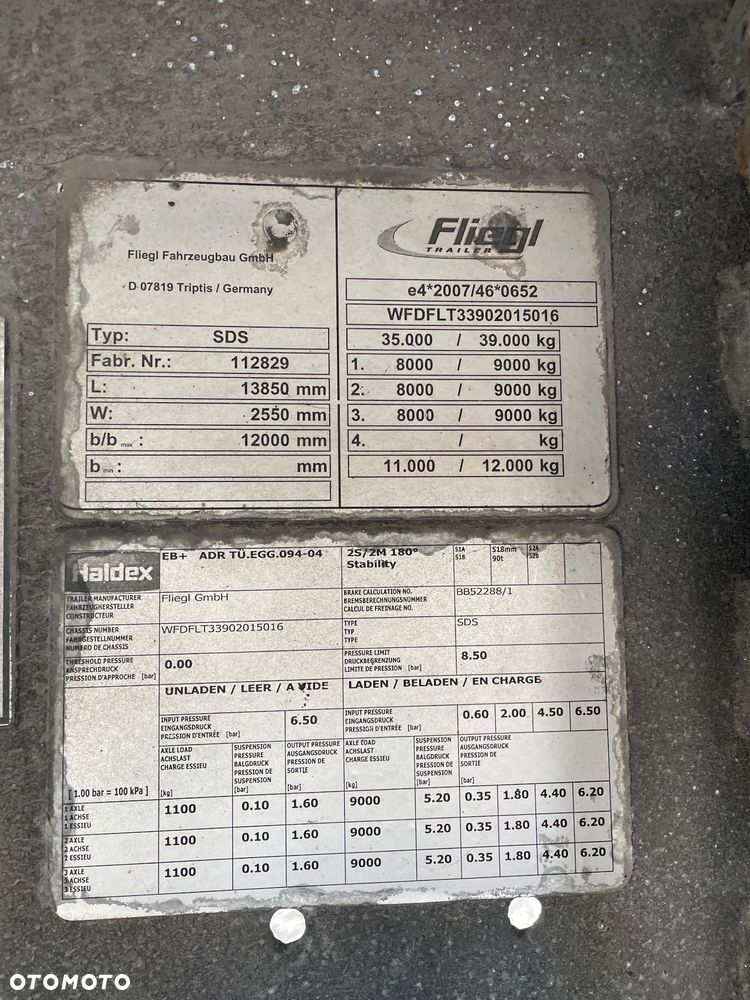 Fliegl Fahrzeugbau GmbH
D 07819 Triptis / Germany
Typ: SDS
Fabr. Nr.: 112829
L: 13850 mm
W: 2550 mm
b/b max : 12000 mm
b min : mm
Fliegl
TRAILER
e4*2007/46*0652
WFDFLT33902015016
35.000 / 39.000 kg
1. 8000 / 9000 kg
2. 8000 / 9000 kg
3. 8000 / 9000 kg
4. / kg
11.000 / 12.000 kg
Haldex
EB+ ADR TÜ.EGG.094-04
2S/2M 180°
Stability
S1A
S1B
S18mm
90t
S2A
S2B
TRAILER MANUFACTURER
FAHRZEUGHERSTELLER
CONSTRUCTEUR
Fliegl GmbH
BRAKE CALCULATION NO.
BREMSBERECHNUNGSNUMMER
CALCUL DE FREINAGE NO.
BB52288/1
CHASSIS NUMBER
FAHRGESTELLNUMMER
NUMERO DE CHASSIS
WFDFLT33902015016
TYPE
TYP
TYPE
SDS
THRESHOLD PRESSURE
ANSPRECHDRUCK
PRESSION D'APPROCHE [bar]
0.00
PRESSURE LIMIT
DRUCKBEGRENZUNG
LIMITE DE PRESSION [bar]
8.50
UNLADEN / LEER / A VIDE
LADEN / BELADEN / EN CHARGE
INPUT PRESSURE
EINGANGSDRUCK
PRESSION D'ENTRÉE [bar]
6.50
INPUT PRESSURE
EINGANGSDRUCK
PRESSION D'ENTRÉE [bar]
0.60 2.00 4.50 6.50
[ 1.00 bar = 100 kPa ]
AXLE LOAD
ACHSLAST
CHARGE ESSIEU
[kg]
SUSPENSION
PRESSURE
BALGDRUCK
PRESSION DE
SUSPENSION
[bar]
OUTPUT PRESSURE
AUSGANGSDRUCK
PRESSION DE
SORTIE
[bar]
AXLE LOAD
ACHSLAST
CHARGE ESSIEU
[kg]
SUSPENSION
PRESSURE
BALGDRUCK
PRESSION DE
SUSPENSION
[bar]
OUTPUT PRESSURE
AUSGANGSDRUCK
PRESSION DE
SORTIE
[bar]
1 AXLE
1 ACHSE
1 ESSIEU
1100 0.10 1.60 9000 5.20 0.35 1.80 4.40 6.20
2 AXLE
2 ACHSE
2 ESSIEU
1100 0.10 1.60 9000 5.20 0.35 1.80 4.40 6.20
3 AXLE
3 ACHSE
3 ESSIEU
1100 0.10 1.60 9000 5.20 0.35 1.80 4.40 6.20
OTOMOTO